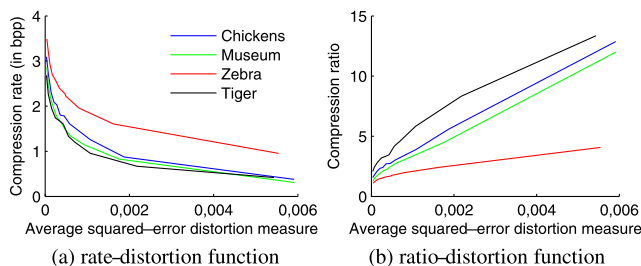 Compression rate (in bpp)
4
3
2
1
0
0
0,002
0,004
0,006
Chickens
Museum
Zebra
Tiger
Average squared–error distortion measure
(a) rate–distortion function
Compression ratio
15
10
5
0
0
0,002
0,004
0,006
Average squared–error distortion measure
(b) ratio–distortion function